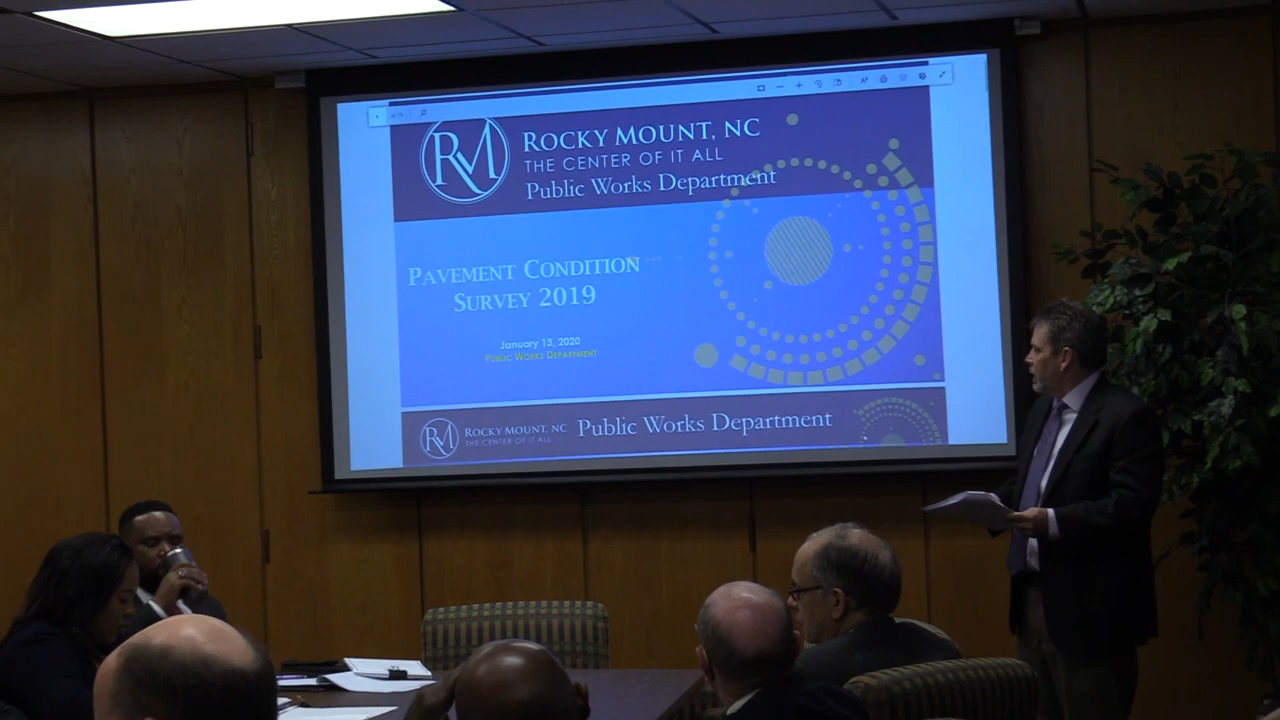 RM
ROCKY MOUNT, NC
THE CENTER OF IT ALL
Public Works Department
PAVEMENT CONDITION
SURVEY 2019
January 13, 2020
PUBLIC WORKS DEPARTMENT
RM
ROCKY MOUNT, NC
THE CENTER OF IT ALL
Public Works Department